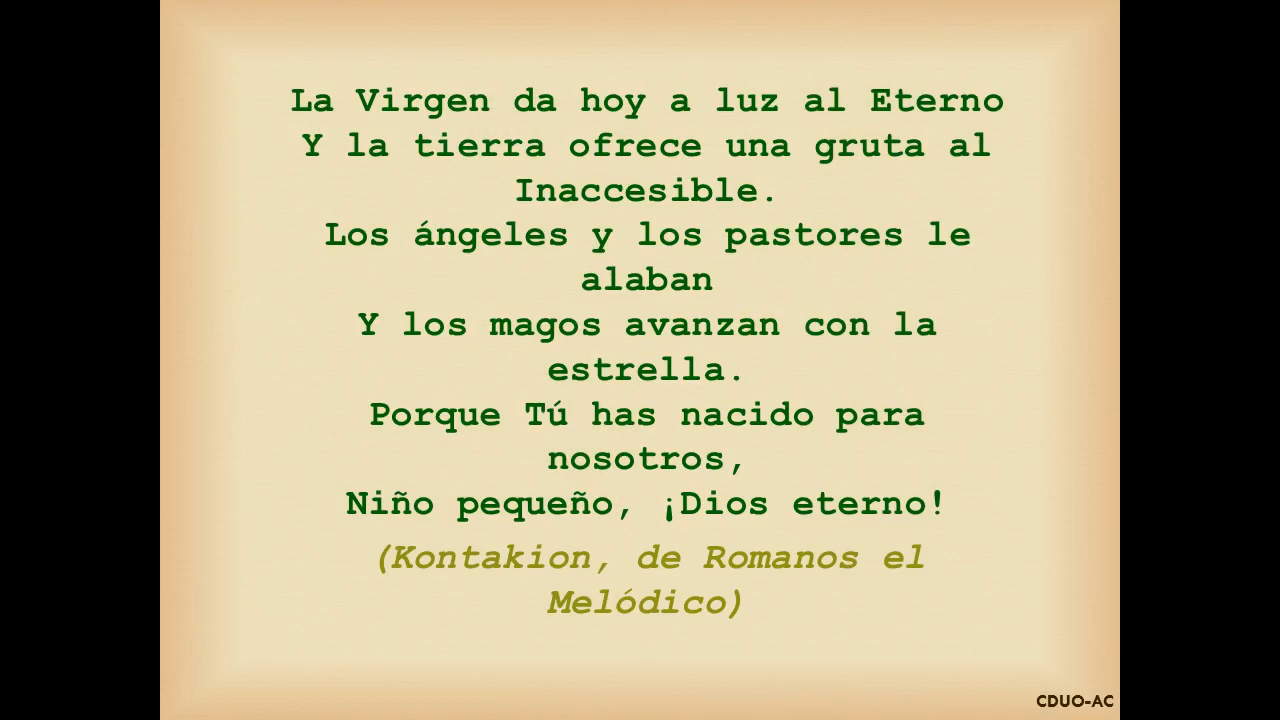 La Virgen da hoy a luz al Eterno
Y la tierra ofrece una gruta al
Inaccesible.
Los ángeles y los pastores le
alaban
Y los magos avanzan con la
estrella.
Porque Tú has nacido para
nosotros,
Niño pequeño, ¡Dios eterno!
(Kontakion, de Romanos el
Melódico)
CDUO-AC